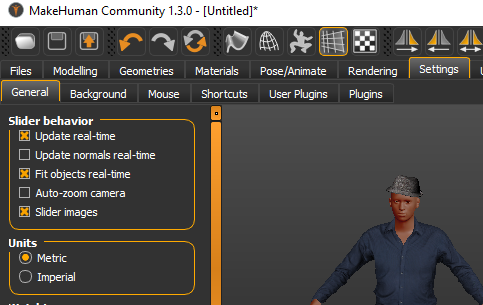 MakeHuman Community 1.3.0 - [Untitled]*
Files Modelling Geometries Materials Pose/Animate Rendering Settings
General Background Mouse Shortcuts User Plugins Plugins
Slider behavior
Update real-time
Update normals real-time
Fit objects real-time
Auto-zoom camera
Slider images
Units
Metric
Imperial